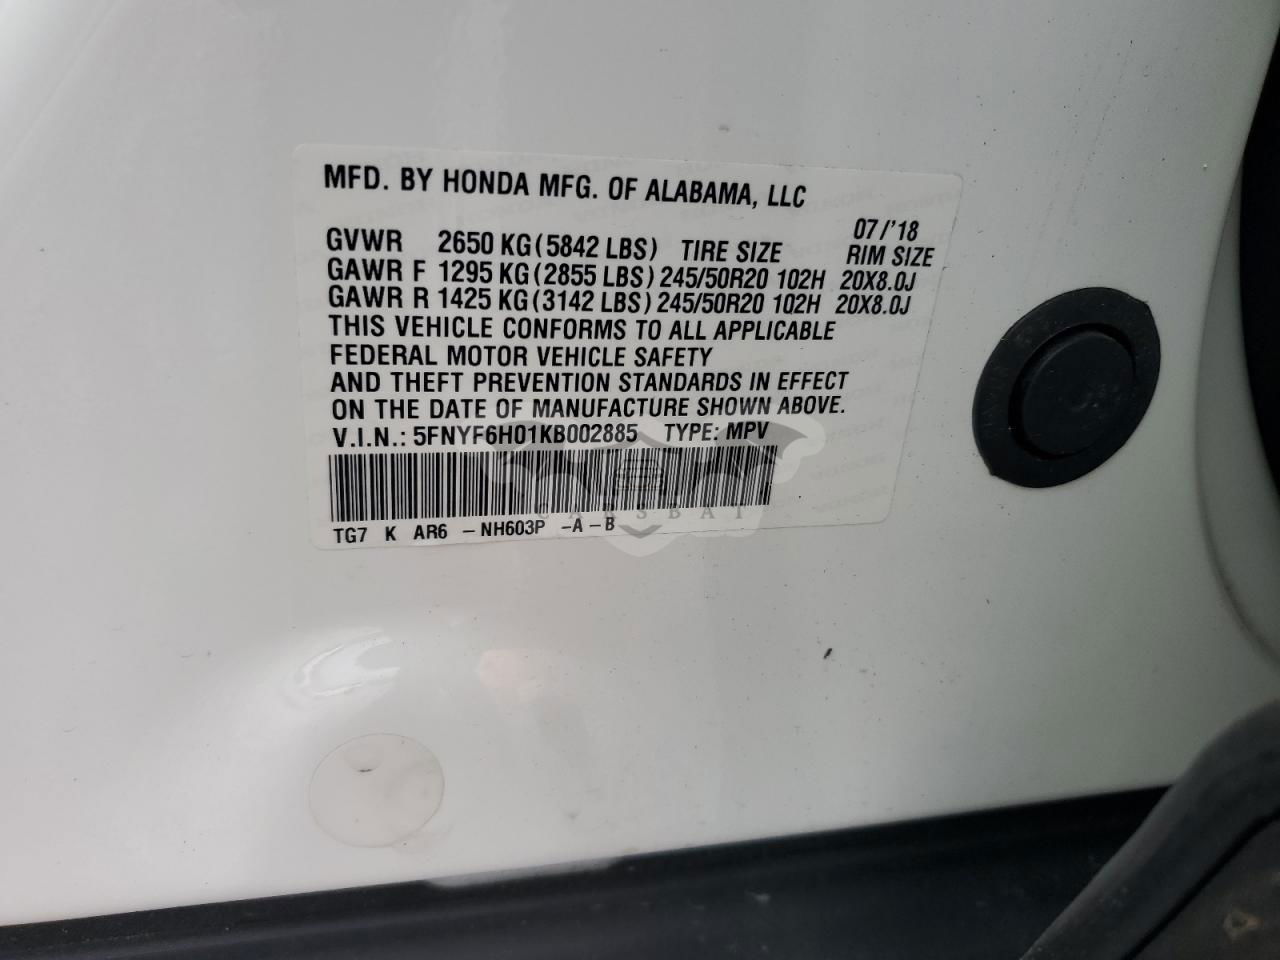 MFD. BY HONDA MFG. OF ALABAMA, LLC
07/'18
GVWR 2650 KG(5842 LBS) TIRE SIZE RIM SIZE
GAWR F 1295 KG(2855 LBS) 245/50R20 102H 20X8.0J
GAWR R 1425 KG(3142 LBS) 245/50R20 102H 20X8.0J
THIS VEHICLE CONFORMS TO ALL APPLICABLE
FEDERAL MOTOR VEHICLE SAFETY
AND THEFT PREVENTION STANDARDS IN EFFECT
ON THE DATE OF MANUFACTURE SHOWN ABOVE.
V.I.N.: 5FNYF6H01KB002885 TYPE: MPV
CARSBAT
TG7 K AR6 -NH603P -A-B